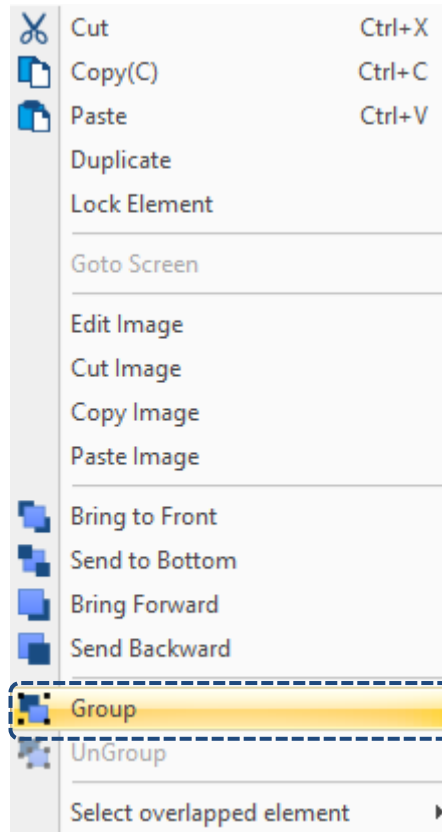 Cut Ctrl+X
Copy(C) Ctrl+C
Paste Ctrl+V
Duplicate
Lock Element
Goto Screen
Edit Image
Cut Image
Copy Image
Paste Image
Bring to Front
Send to Bottom
Bring Forward
Send Backward
Group
UnGroup
Select overlapped element